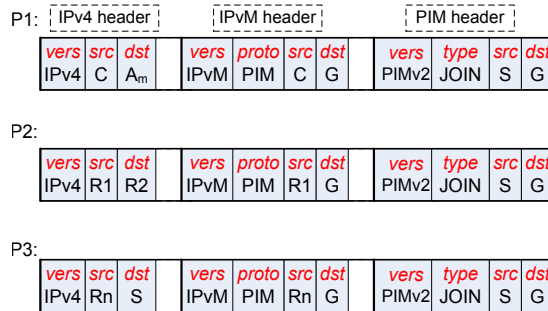 P1: IPv4 header IPvM header PIM header
vers src dst vers proto src dst vers type src dst
IPv4 C Am IPvM PIM C G PIMv2 JOIN S G
P2:
vers src dst vers proto src dst vers type src dst
IPv4 R1 R2 IPvM PIM R1 G PIMv2 JOIN S G
P3:
vers src dst vers proto src dst vers type src dst
IPv4 Rn S IPvM PIM Rn G PIMv2 JOIN S G